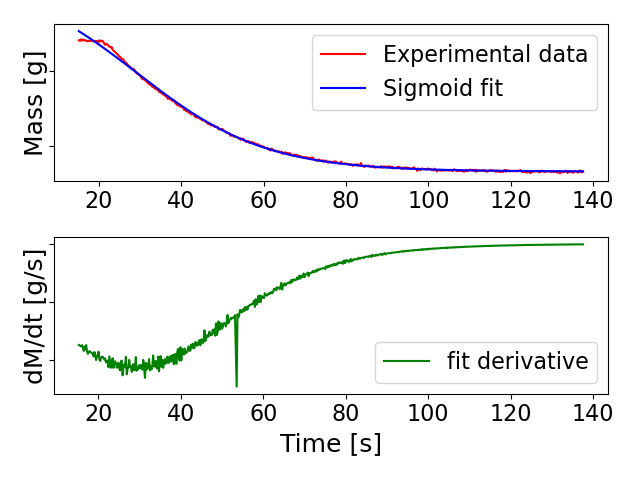 Mass [g]
Experimental data
Sigmoid fit
20 40 60 80 100 120 140
dM/dt [g/s]
fit derivative
20 40 60 80 100 120 140
Time [s]